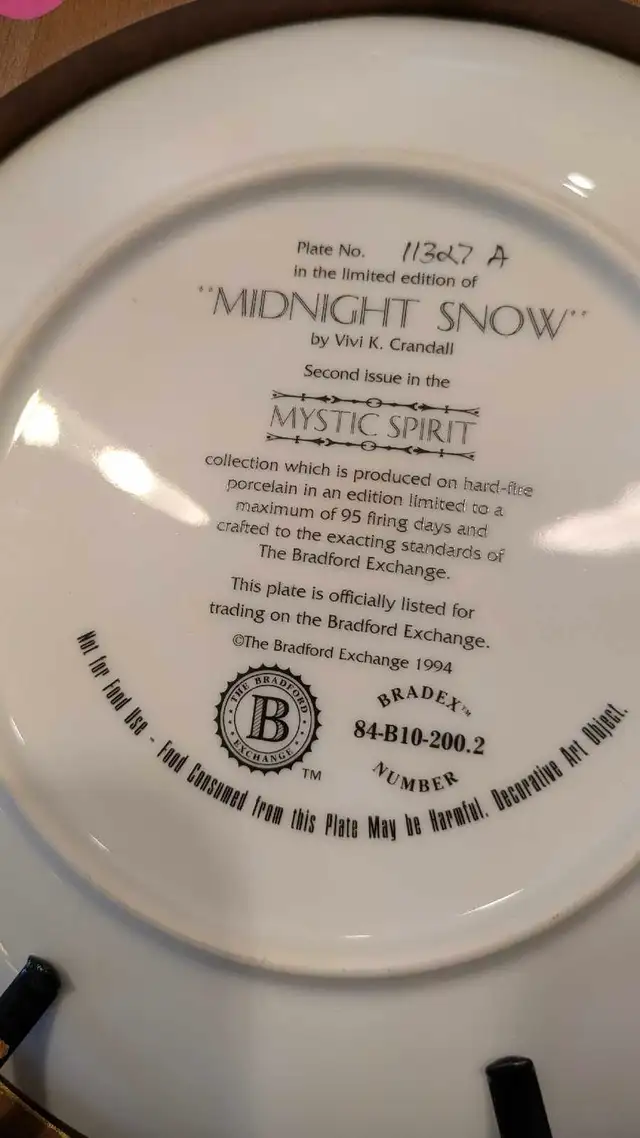 Plate No. 11327 A
in the limited edition of
"MIDNIGHT SNOW"
by Vivi K. Crandall
Second issue in the
MYSTIC SPIRIT
collection which is produced on hard-fire
porcelain in an edition limited to a
maximum of 95 firing days and
crafted to the exacting standards of
The Bradford Exchange.
This plate is officially listed for
trading on the Bradford Exchange.
©The Bradford Exchange 1994
THE BRADFORD
B
EXCHANGE
TM
BRADEX™
84-B10-200.2
NUMBER
Not for Food Use - Food Consumed from this Plate May be Harmful. Decorative Art Object.